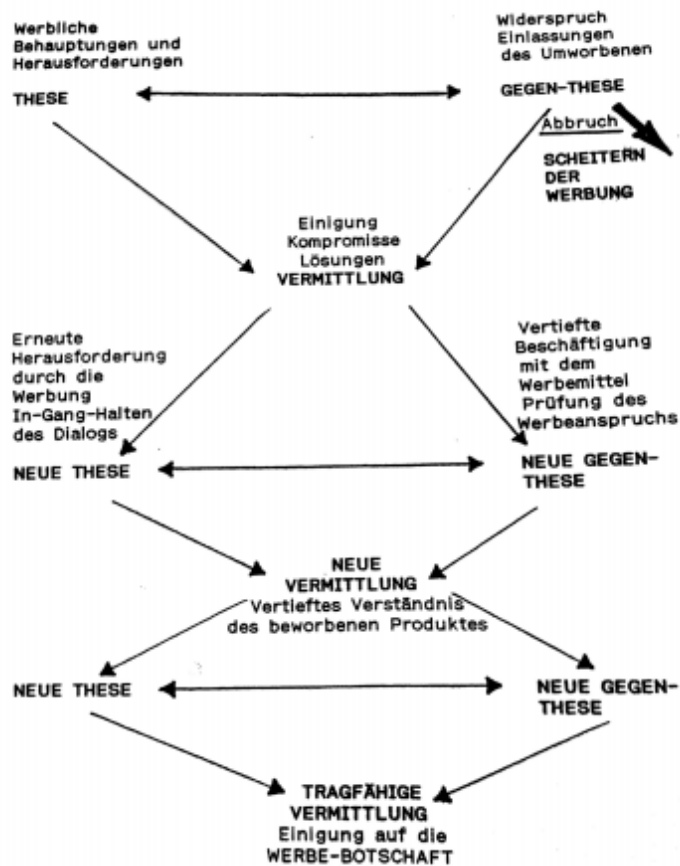 Werbliche
Behauptungen und
Herausforderungen
THESE
Widerspruch
Einlassungen
des Umworbenen
GEGEN-THESE
Abbruch
SCHEITERN
DER
WERBUNG
Einigung
Kompromisse
Lösungen
VERMITTLUNG
Erneute
Herausforderung
durch die
Werbung
In-Gang-Halten
des Dialogs
NEUE THESE
Vertiefte
Beschäftigung
mit dem
Werbemittel
Prüfung des
Werbeanspruchs
NEUE GEGEN-
THESE
NEUE
VERMITTLUNG
Vertieftes Verständnis
des beworbenen Produktes
NEUE THESE
NEUE GEGEN-
THESE
TRAGFÄHIGE
VERMITTLUNG
Einigung auf die
WERBE-BOTSCHAFT